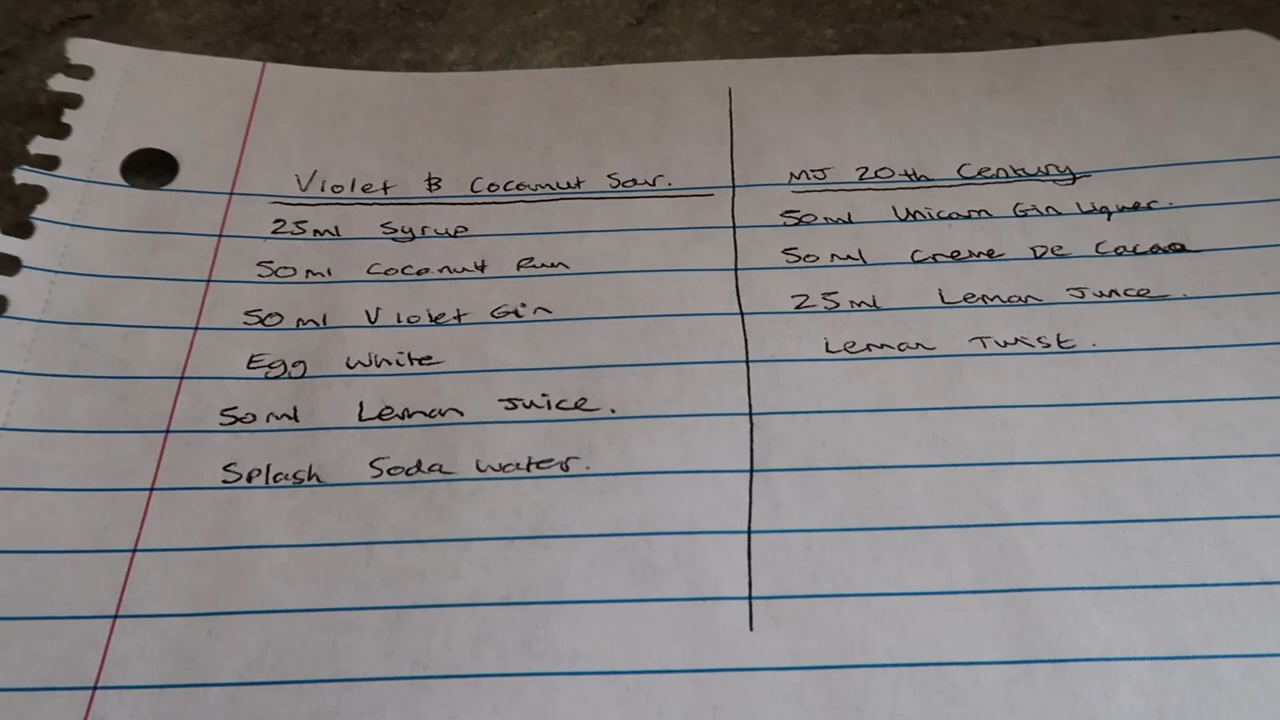 Violet & Coconut Sour.
25ml Syrup
50ml Coconut Rum
50ml Violet Gin
Egg White
50ml Lemon Juice.
Splash Soda Water.
MJ 20th Century
50ml Unicorn Gin Liquer.
50ml Creme De Cacao
25ml Lemon Juice.
Lemon Twist.